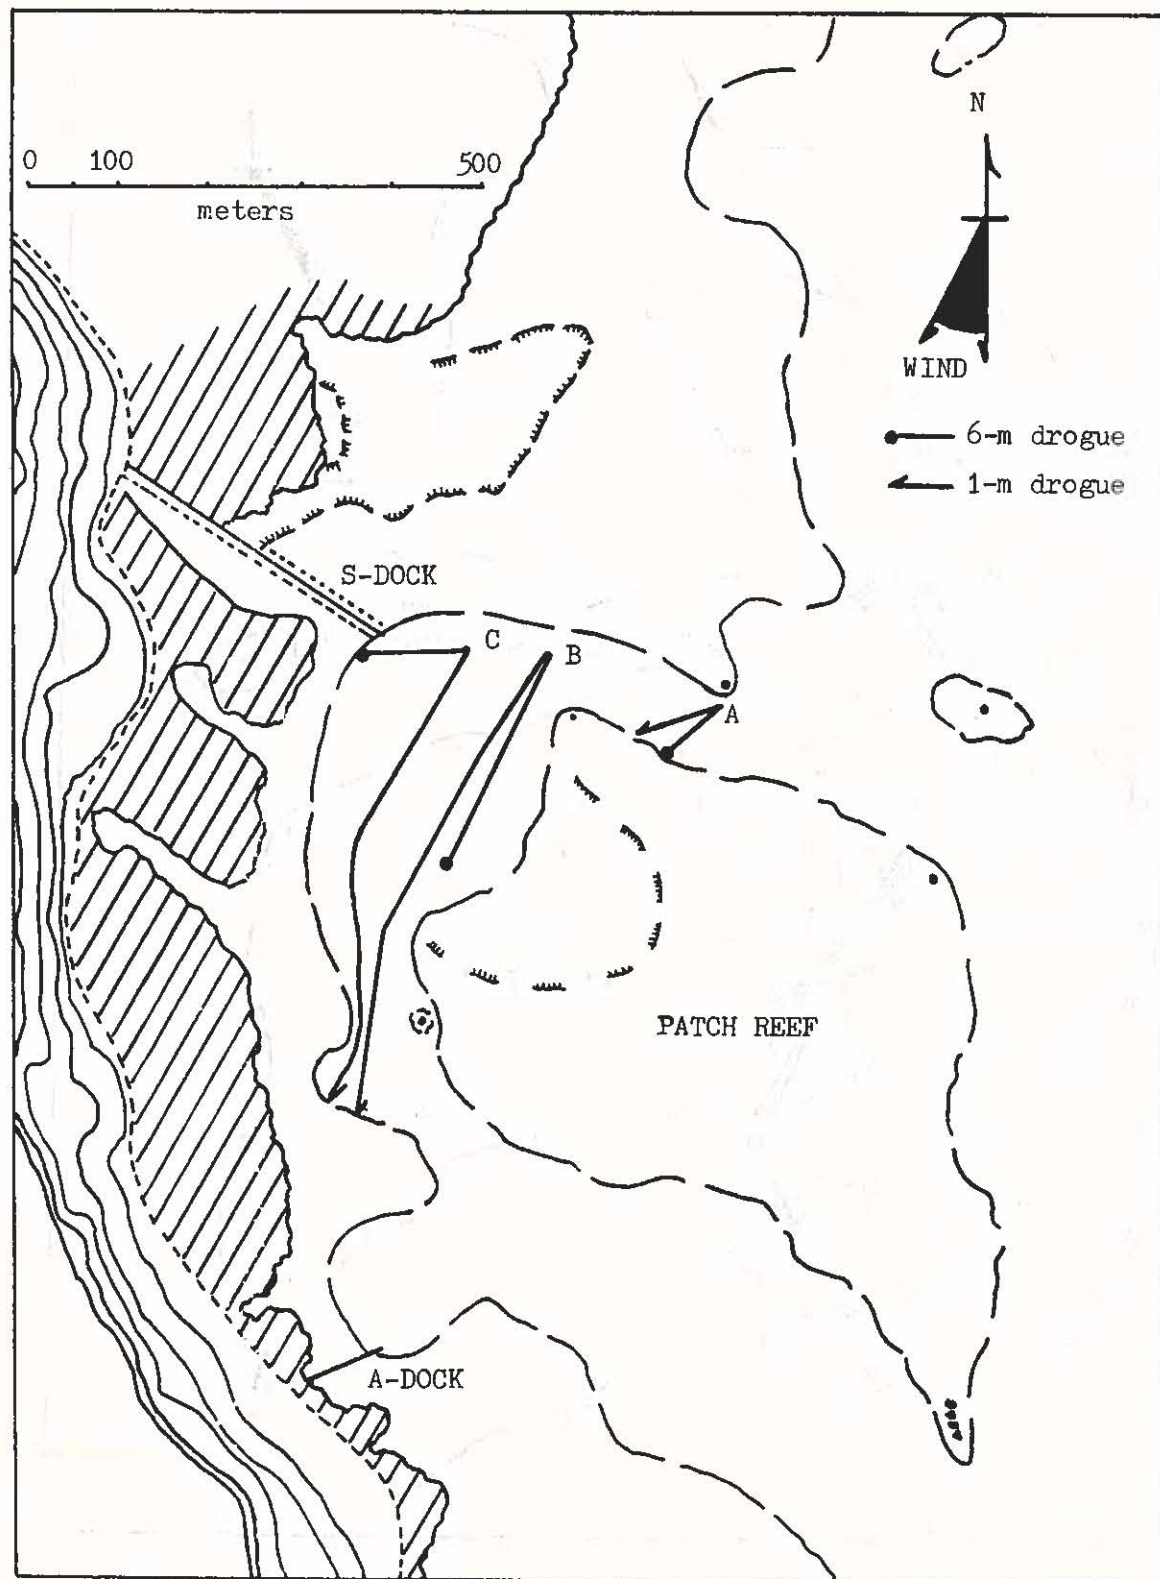 N
0 100 500
meters
WIND
6-m drogue
1-m drogue
S-DOCK
C
B
A
PATCH REEF
A-DOCK